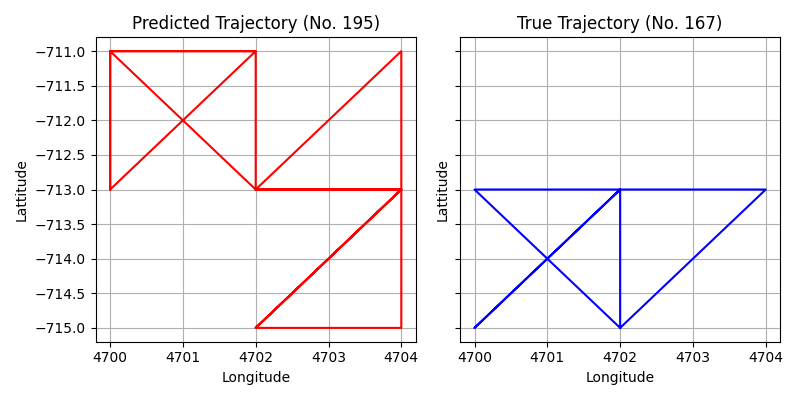 Predicted Trajectory (No. 195)
True Trajectory (No. 167)
−711.0
−711.5
−712.0
−712.5
−713.0
−713.5
−714.0
−714.5
−715.0
Lattitude
Lattitude
4700 4701 4702 4703 4704
4700 4701 4702 4703 4704
Longitude
Longitude